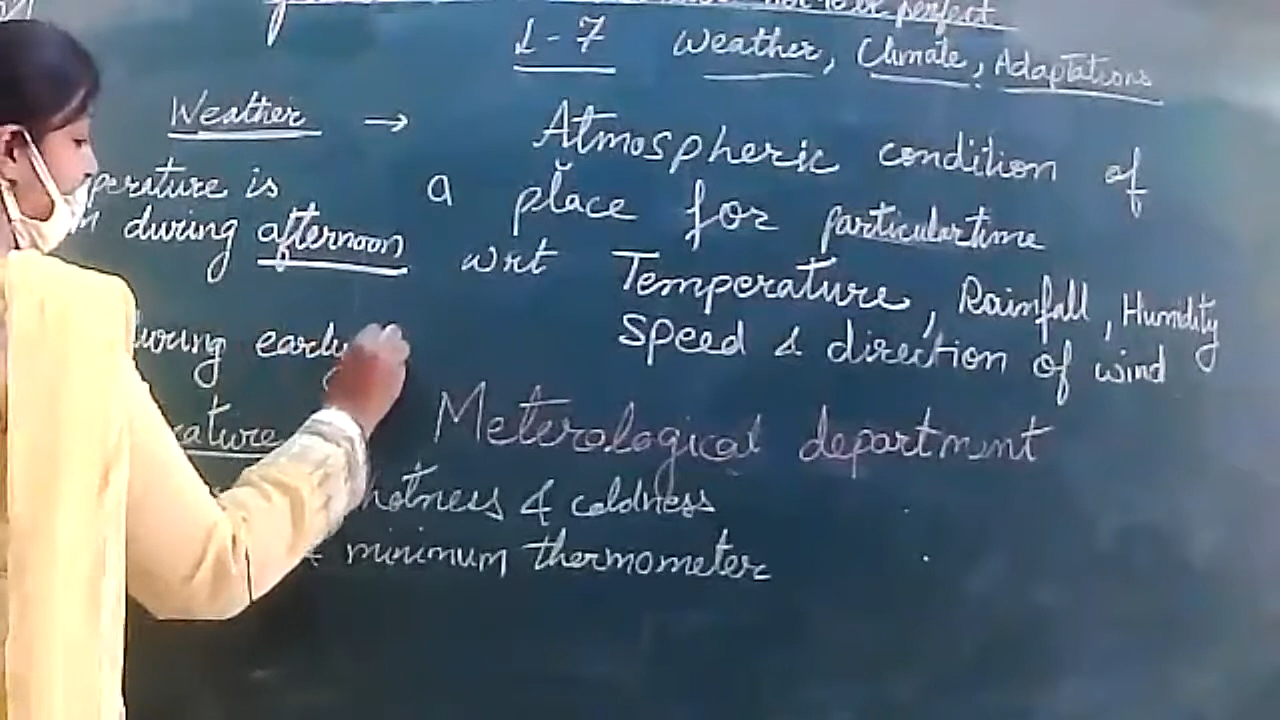 not to be perfect
L-7 Weather, Climate, Adaptations
Weather → Atmospheric condition of
a place for particular time
wrt Temperature, Rainfall, Humidity
speed & direction of wind
perature is
during afternoon
during early
rature
Meterological department
hotness & coldness
& minimum thermometer